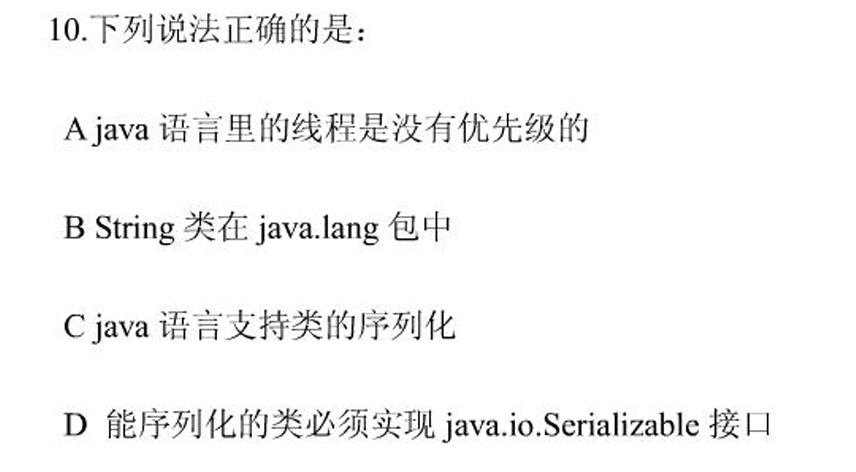 10.下列说法正确的是：
A java 语言里的线程是没有优先级的
B String 类在 java.lang 包中
C java 语言支持类的序列化
D 能序列化的类必须实现 java.io.Serializable 接口